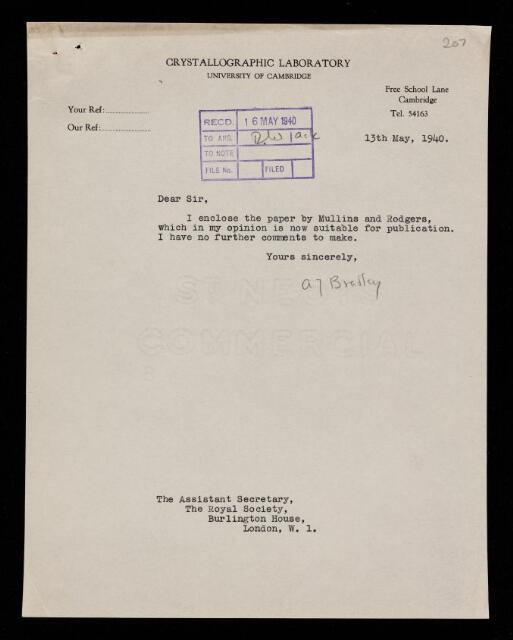 207
CRYSTALLOGRAPHIC LABORATORY
UNIVERSITY OF CAMBRIDGE
Free School Lane
Cambridge
Tel. 54163
Your Ref:
Our Ref:
RECD. 16 MAY 1940
TO ANS.
TO NOTE
FILE No. FILED
13th May, 1940.
Dear Sir,
I enclose the paper by Mullins and Rodgers,
which in my opinion is now suitable for publication.
I have no further comments to make.
Yours sincerely,
A J Bradley
COMMERCIAL
The Assistant Secretary,
The Royal Society,
Burlington House,
London, W. 1.